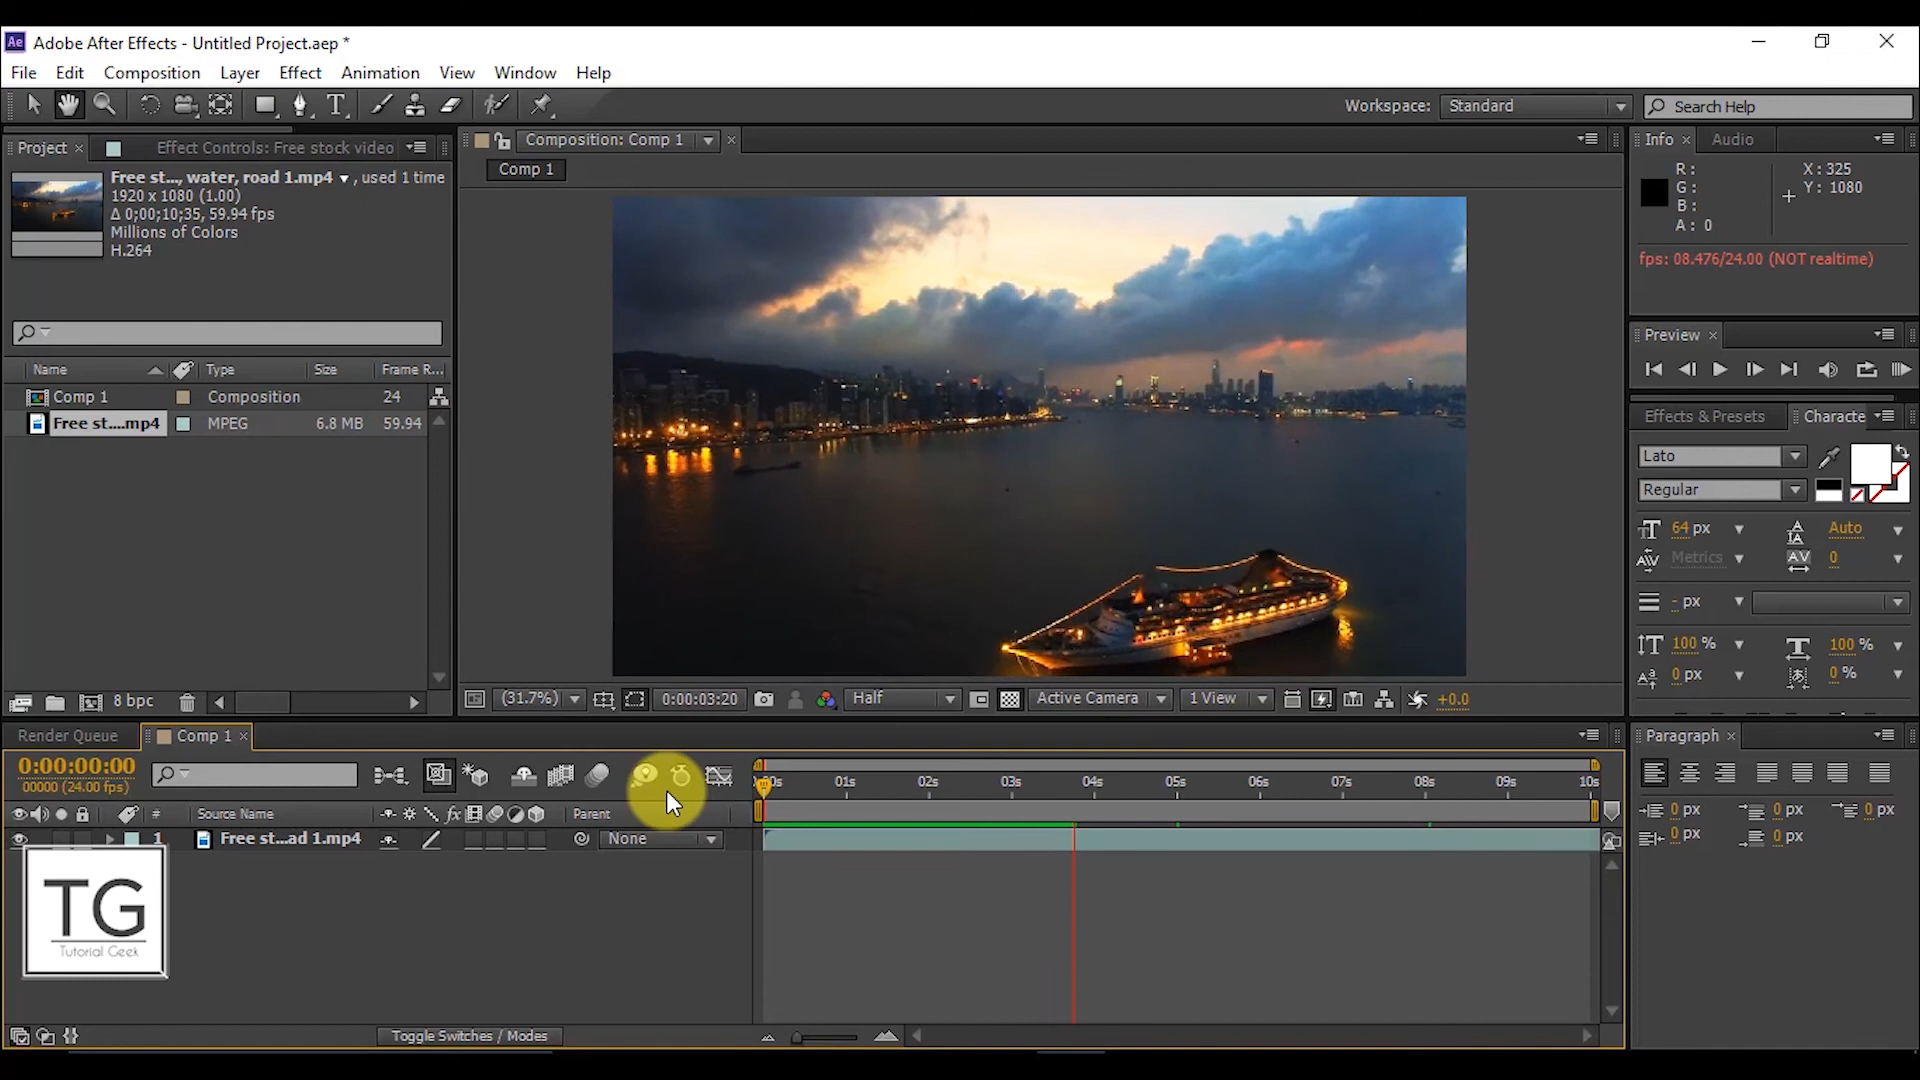 Ae Adobe After Effects - Untitled Project.aep *
File Edit Composition Layer Effect Animation View Window Help
Workspace: Standard
Search Help
Project
Effect Controls: Free stock video
Free st..., water, road 1.mp4 ▾ , used 1 time
1920 x 1080 (1.00)
Δ 0;00;10;35, 59.94 fps
Millions of Colors
H.264
Name Type Size Frame R...
Comp 1 Composition 24
Free st....mp4 MPEG 6.8 MB 59.94
8 bpc
Composition: Comp 1
Comp 1
(31.7%) 0:00:03:20 Half Active Camera 1 View +0.0
Info Audio
R:
G:
B:
A: 0
X: 325
Y: 1080
fps: 08.476/24.00 (NOT realtime)
Preview
Effects & Presets Characte
Lato
Regular
64 px Auto
Metrics 0
- px
100 % 100 %
0 px 0 %
Render Queue Comp 1
0:00:00:00
00000 (24.00 fps)
01s 02s 03s 04s 05s 06s 07s 08s 09s 10s
# Source Name fx Parent
1 Free st...ad 1.mp4 None
TG
Tutorial Geek
Toggle Switches / Modes
Paragraph
0 px 0 px 0 px
0 px 0 px